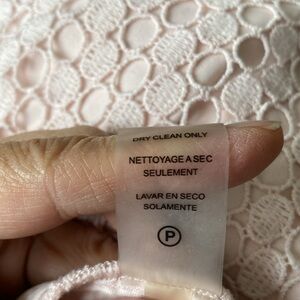 DRY CLEAN ONLY
NETTOYAGE A SEC
SEULEMENT
LAVAR EN SECO
SOLAMENTE
P